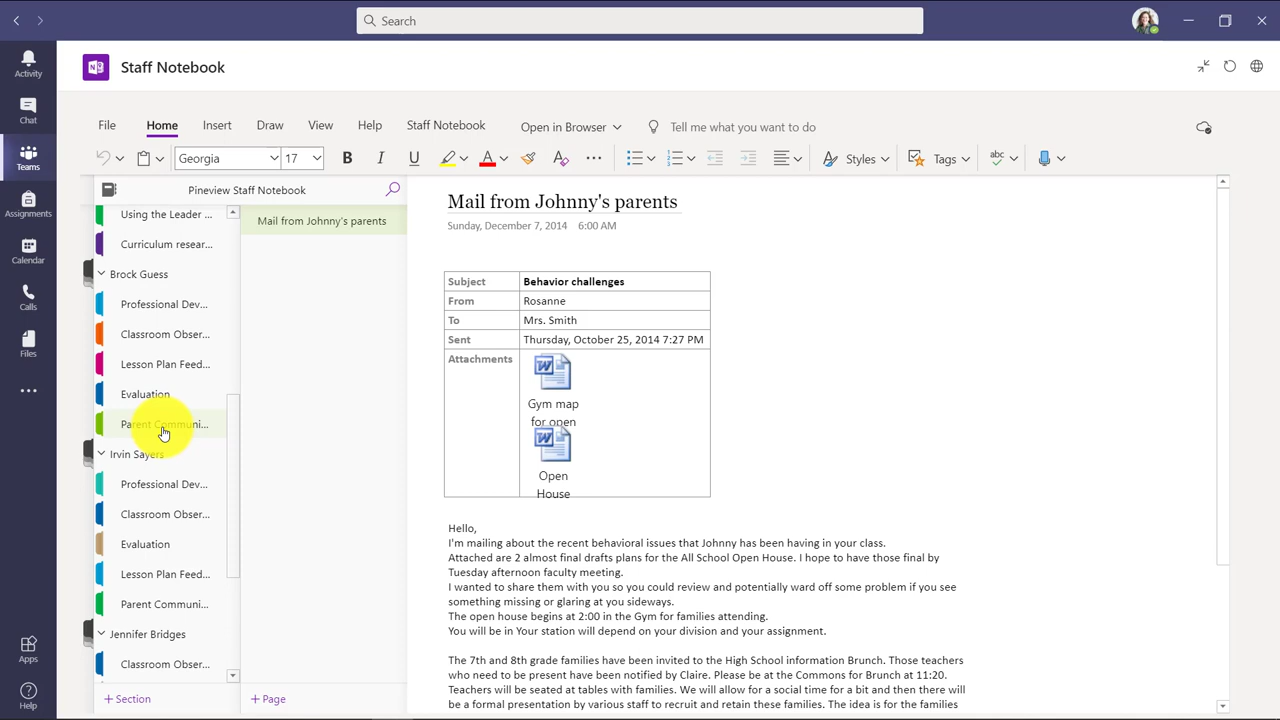 Search
Activity
Chat
Teams
Assignments
Calendar
Calls
Files
Apps
Help
Staff Notebook
File Home Insert Draw View Help Staff Notebook Open in Browser Tell me what you want to do
Georgia 17 B I U A Styles Tags abc
Pineview Staff Notebook
Using the Leader ...
Curriculum resear...
Brock Guess
Professional Dev...
Classroom Obser...
Lesson Plan Feed...
Evaluation
Parent Communi...
Irvin Sayers
Professional Dev...
Classroom Obser...
Evaluation
Lesson Plan Feed...
Parent Communi...
Jennifer Bridges
Classroom Obser...
+ Section
Mail from Johnny's parents
+ Page
Mail from Johnny's parents
Sunday, December 7, 2014 6:00 AM
Subject Behavior challenges
From Rosanne
To Mrs. Smith
Sent Thursday, October 25, 2014 7:27 PM
Attachments
Gym map
for open
Open
House
Hello,
I'm mailing about the recent behavioral issues that Johnny has been having in your class.
Attached are 2 almost final drafts plans for the All School Open House. I hope to have those final by
Tuesday afternoon faculty meeting.
I wanted to share them with you so you could review and potentially ward off some problem if you see
something missing or glaring at you sideways.
The open house begins at 2:00 in the Gym for families attending.
You will be in Your station will depend on your division and your assignment.
The 7th and 8th grade families have been invited to the High School information Brunch. Those teachers
who need to be present have been notified by Claire. Please be at the Commons for Brunch at 11:20.
Teachers will be seated at tables with families. We will allow for a social time for a bit and then there will
be a formal presentation by various staff to recruit and retain these families. The idea is for the families